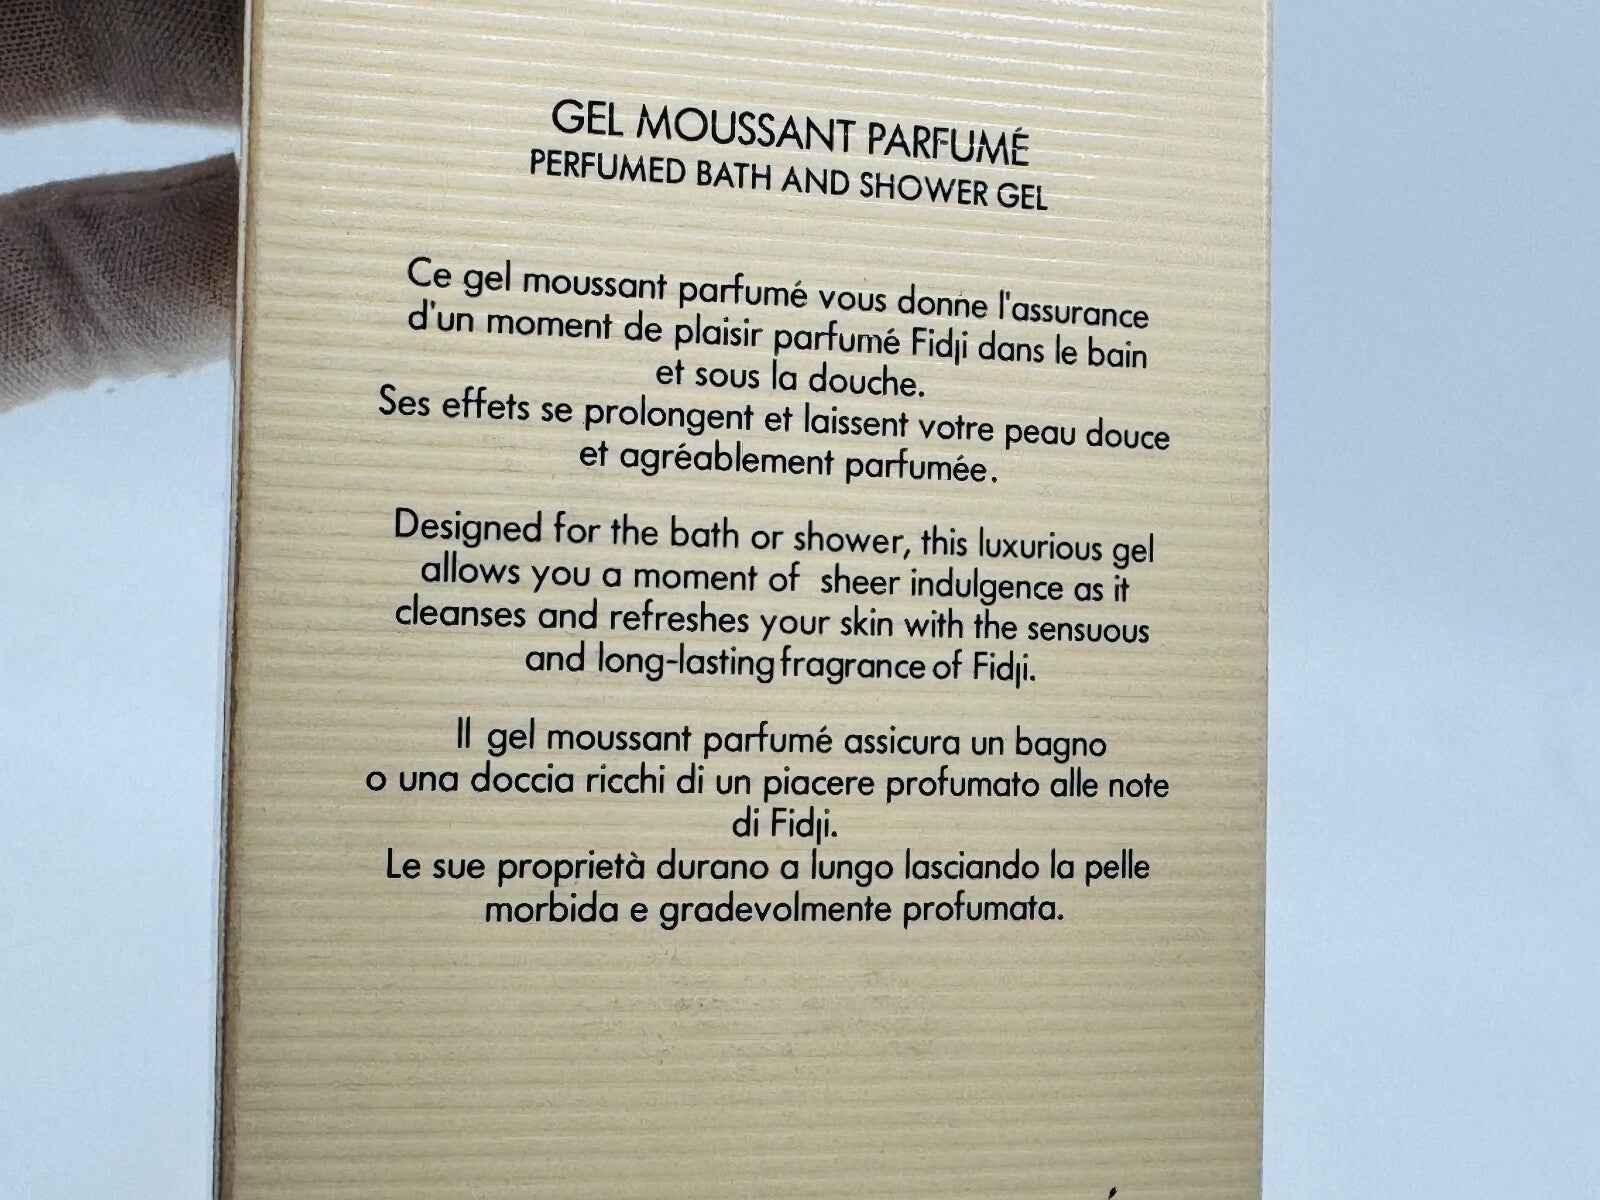 GEL MOUSSANT PARFUMÉ
PERFUMED BATH AND SHOWER GEL
Ce gel moussant parfumé vous donne l'assurance
d'un moment de plaisir parfumé Fidji dans le bain
et sous la douche.
Ses effets se prolongent et laissent votre peau douce
et agréablement parfumée.
Designed for the bath or shower, this luxurious gel
allows you a moment of sheer indulgence as it
cleanses and refreshes your skin with the sensuous
and long-lasting fragrance of Fidji.
Il gel moussant parfumé assicura un bagno
o una doccia ricchi di un piacere profumato alle note
di Fidji.
Le sue proprietà durano a lungo lasciando la pelle
morbida e gradevolmente profumata.